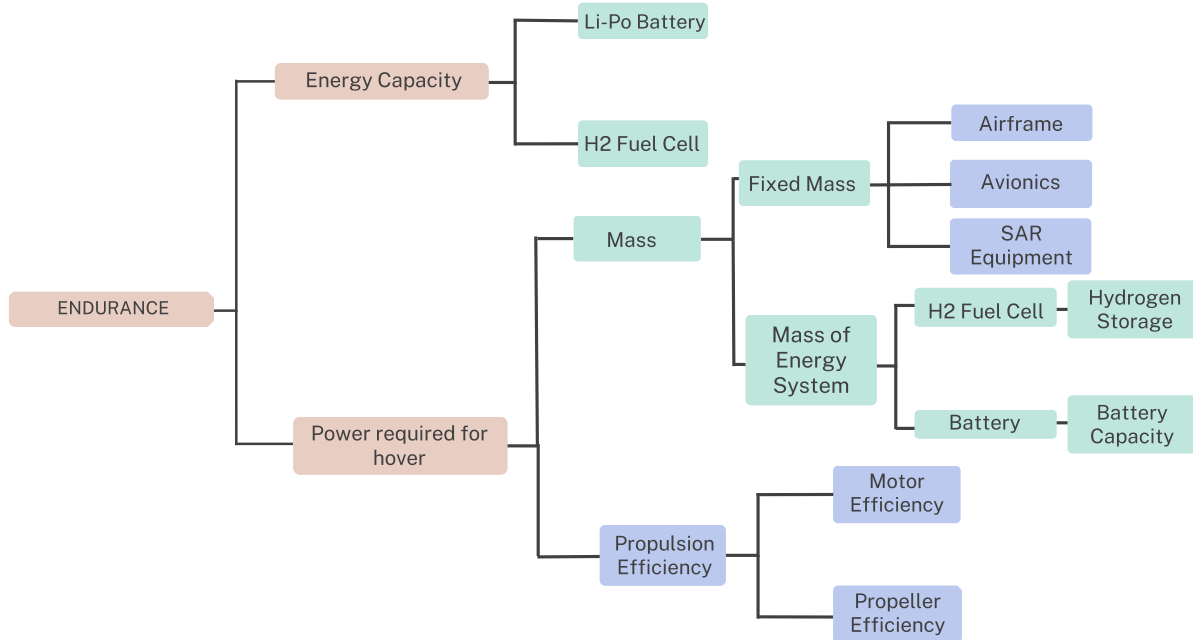 Li-Po Battery
Energy Capacity
H2 Fuel Cell
Airframe
Fixed Mass
Avionics
Mass
SAR
Equipment
ENDURANCE
H2 Fuel Cell
Hydrogen
Storage
Mass of
Energy
System
Battery
Battery
Capacity
Power required for
hover
Motor
Efficiency
Propulsion
Efficiency
Propeller
Efficiency